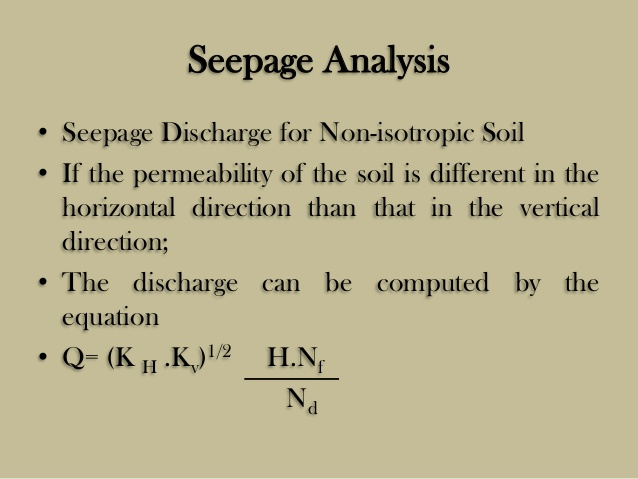 Seepage Analysis
• Seepage Discharge for Non-isotropic Soil
• If the permeability of the soil is different in the
horizontal direction than that in the vertical
direction;
• The discharge can be computed by the
equation
• Q= (K H .Kv)1/2 H.Nf
Nd